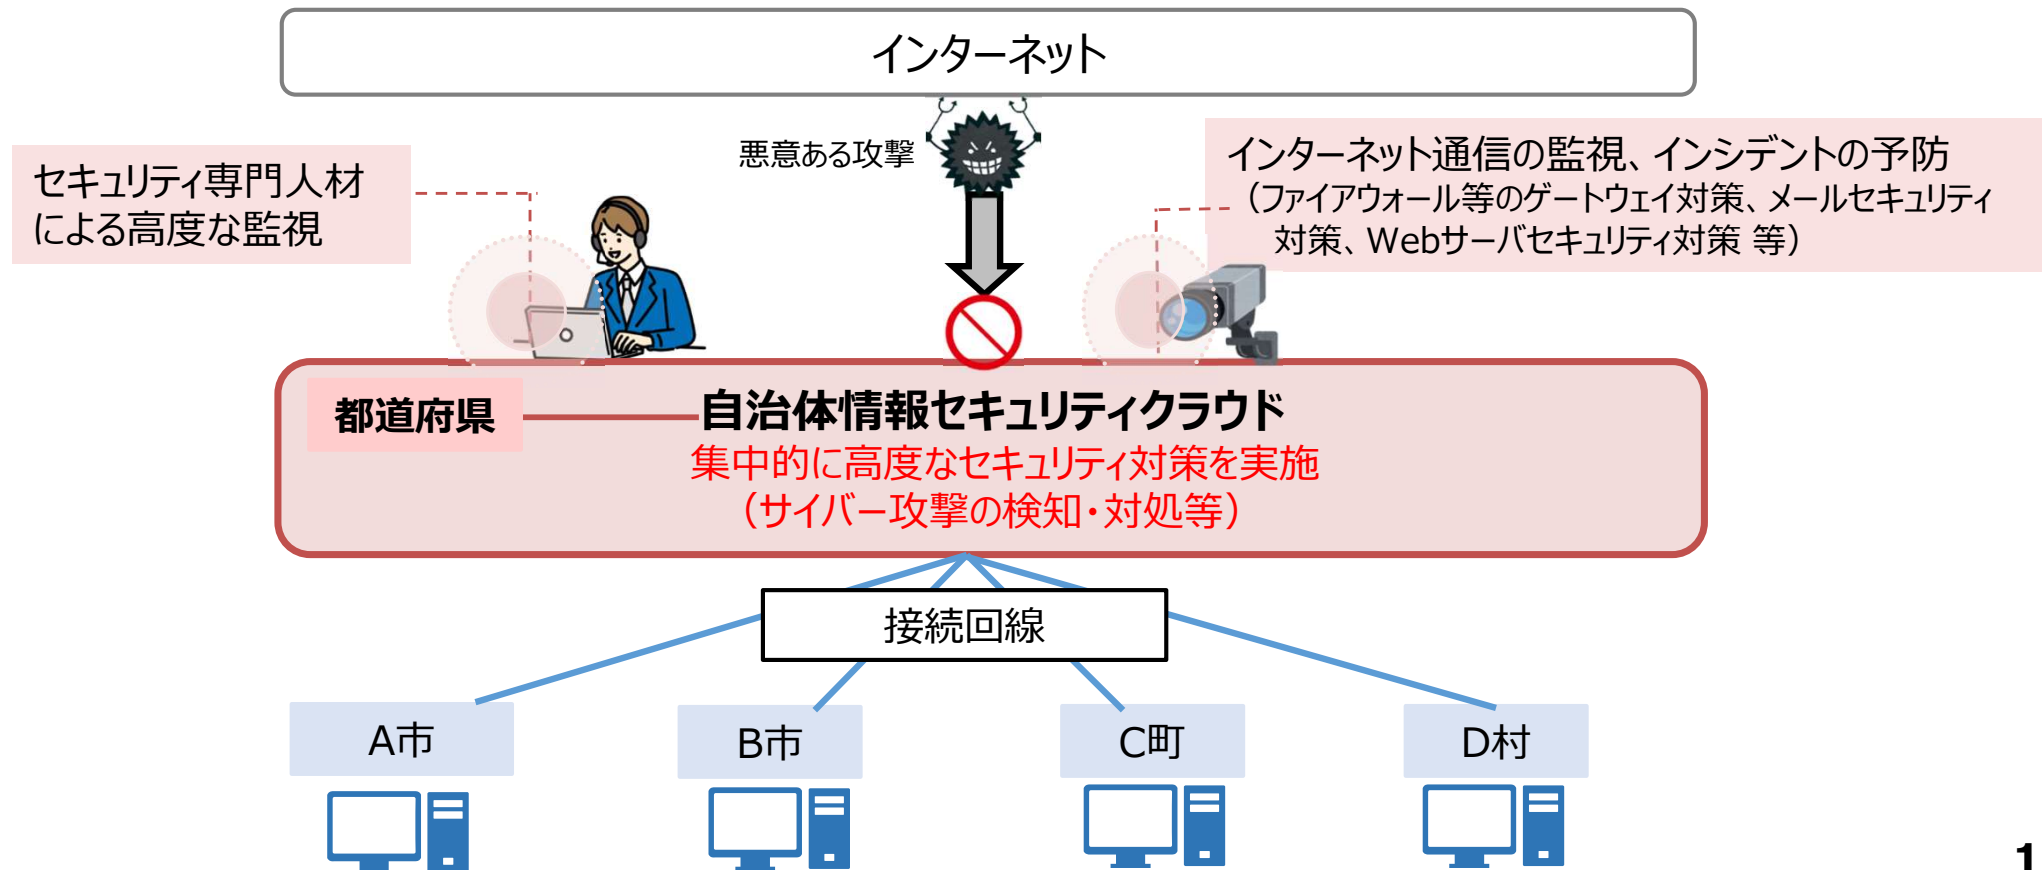 インターネット
悪意ある攻撃
セキュリティ専門人材
による高度な監視
インターネット通信の監視、インシデントの予防
（ファイアウォール等のゲートウェイ対策、メールセキュリティ
対策、Webサーバセキュリティ対策 等）
都道府県
自治体情報セキュリティクラウド
集中的に高度なセキュリティ対策を実施
（サイバー攻撃の検知・対処等）
接続回線
A市
B市
C町
D村
1